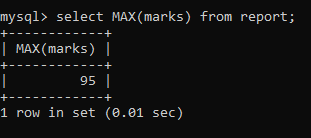 mysql> select MAX(marks) from report;
+------------+
| MAX(marks) |
+------------+
|         95 |
+------------+
1 row in set (0.01 sec)